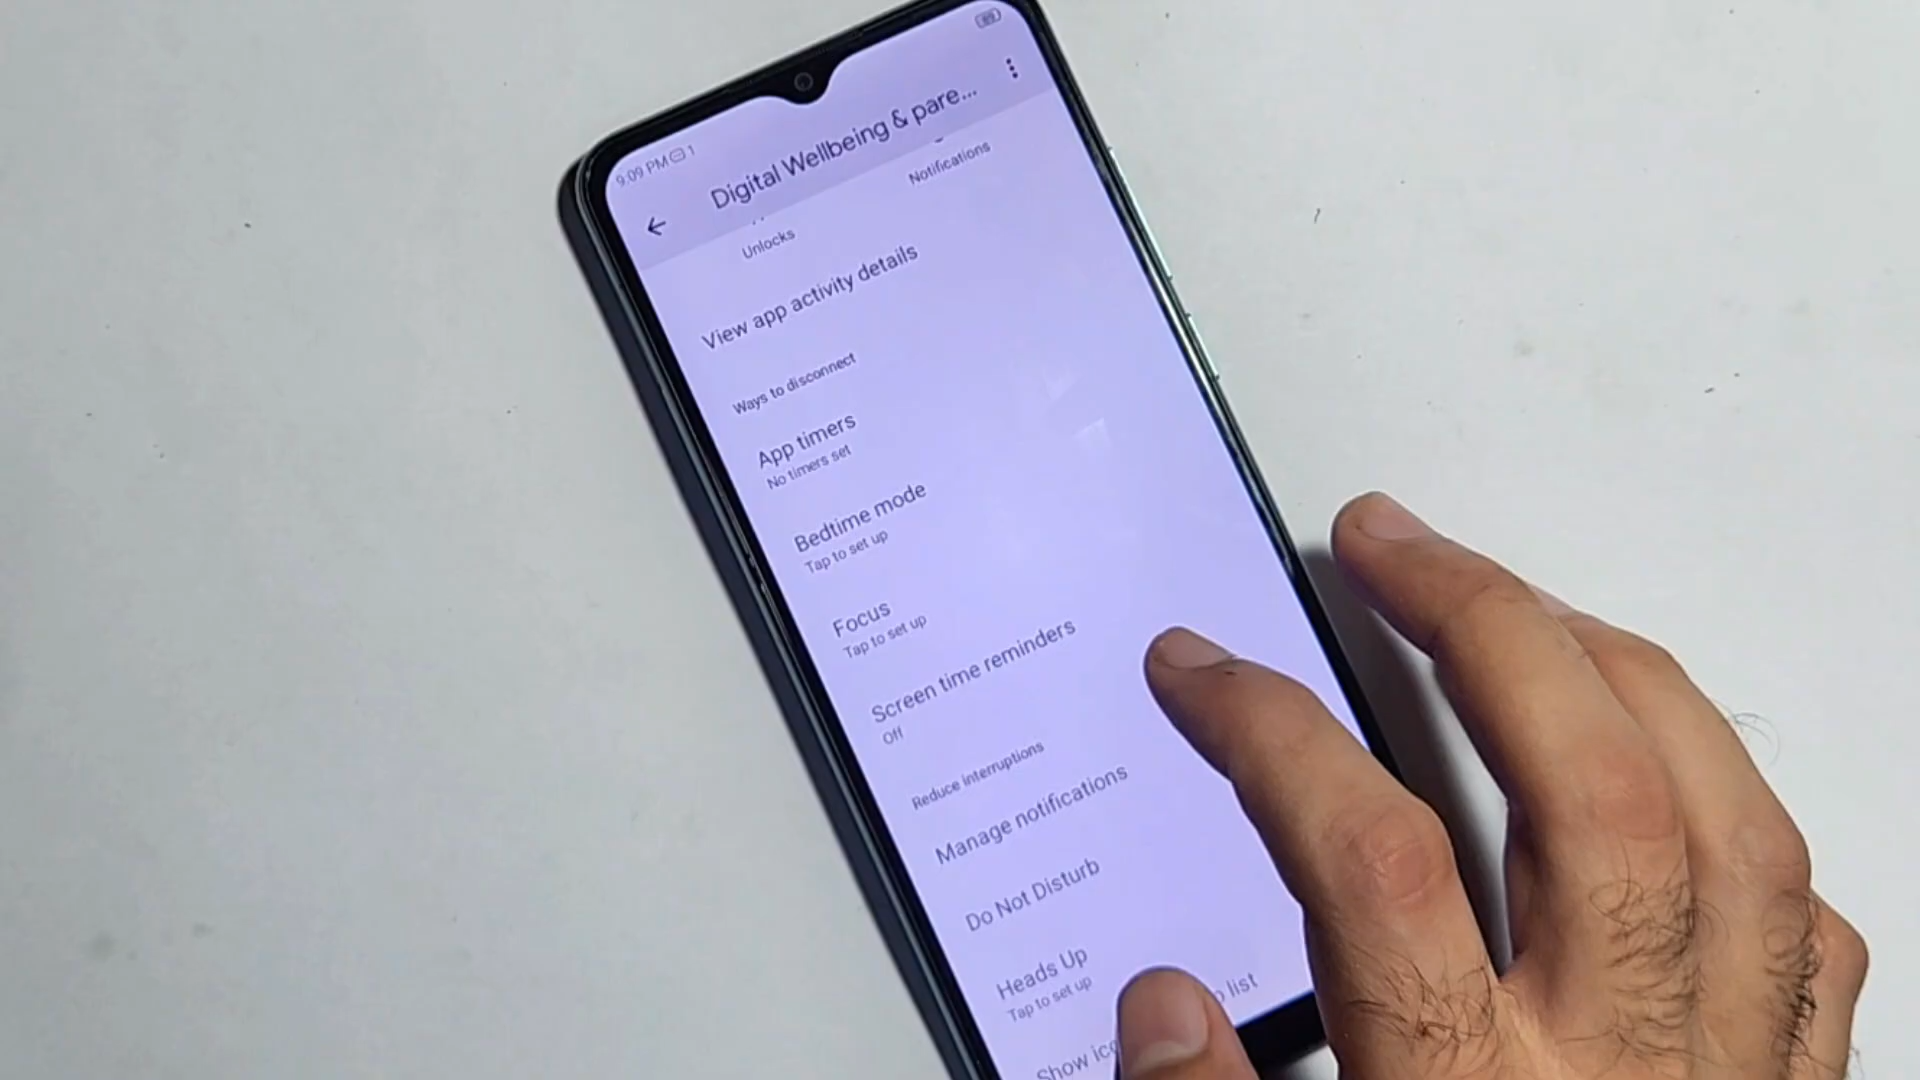 89
9:09 PM 1
Digital Wellbeing & pare...
Notifications
Unlocks
View app activity details
Ways to disconnect
App timers
No timers set
Bedtime mode
Tap to set up
Focus
Tap to set up
Screen time reminders
Off
Reduce interruptions
Manage notifications
Do Not Disturb
Heads Up
Tap to set up
Show list